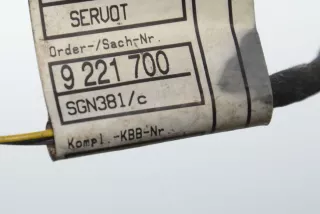 SERVOT
Order-/Sach-Nr.
9 221 700
SGN381/c
Kompl.-KBB-Nr.